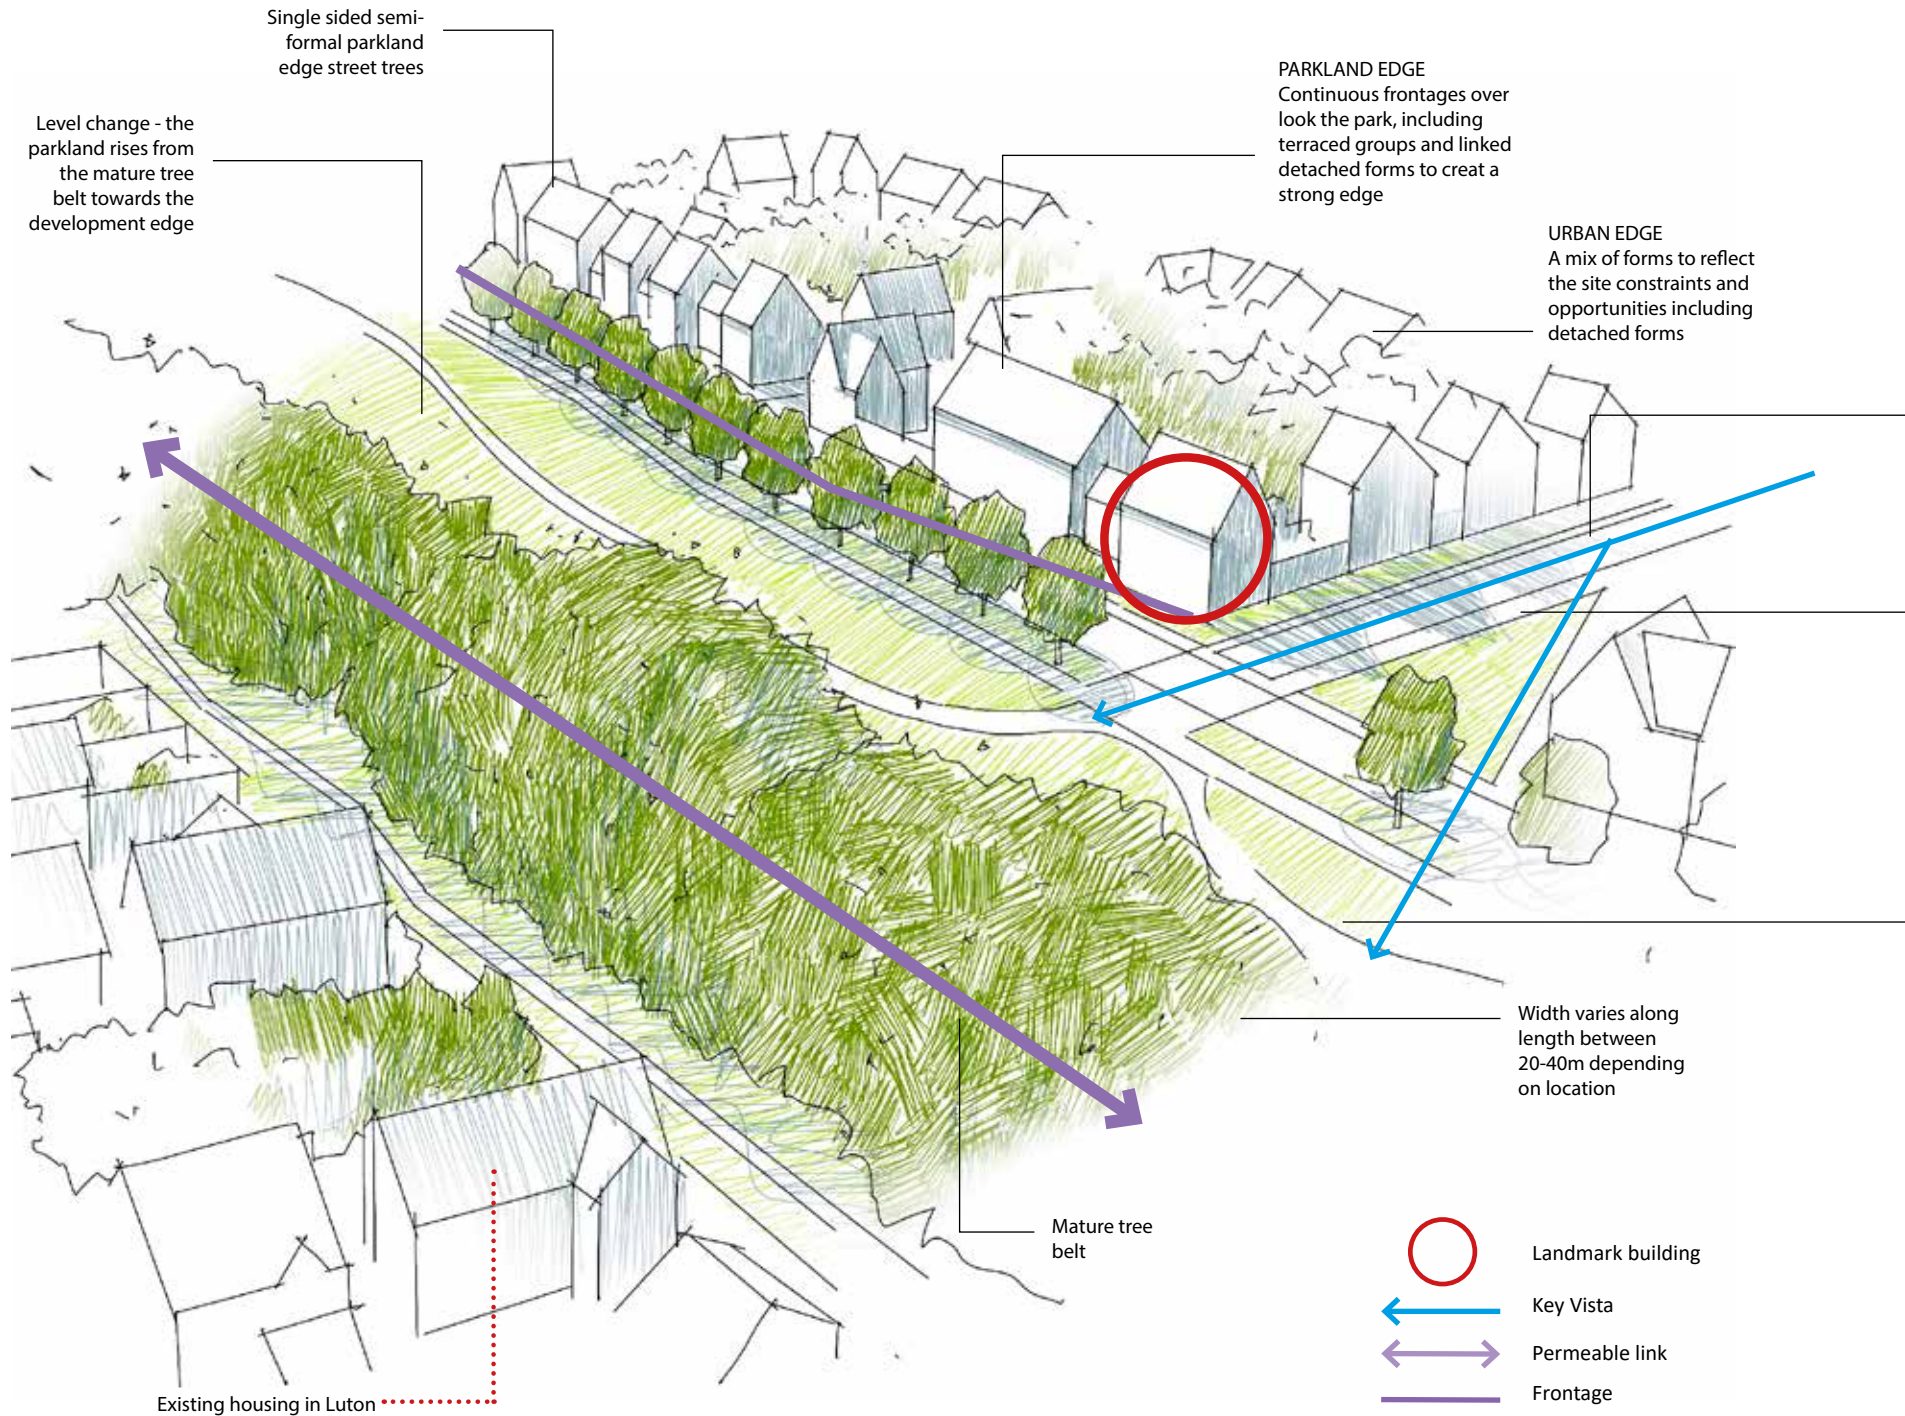 Single sided semi-
formal parkland
edge street trees
Level change - the
parkland rises from
the mature tree
belt towards the
development edge
PARKLAND EDGE
Continuous frontages over
look the park, including
terraced groups and linked
detached forms to creat a
strong edge
URBAN EDGE
A mix of forms to reflect
the site constraints and
opportunities including
detached forms
Width varies along
length between
20-40m depending
on location
Mature tree
belt
Existing housing in Luton
Landmark building
Key Vista
Permeable link
Frontage